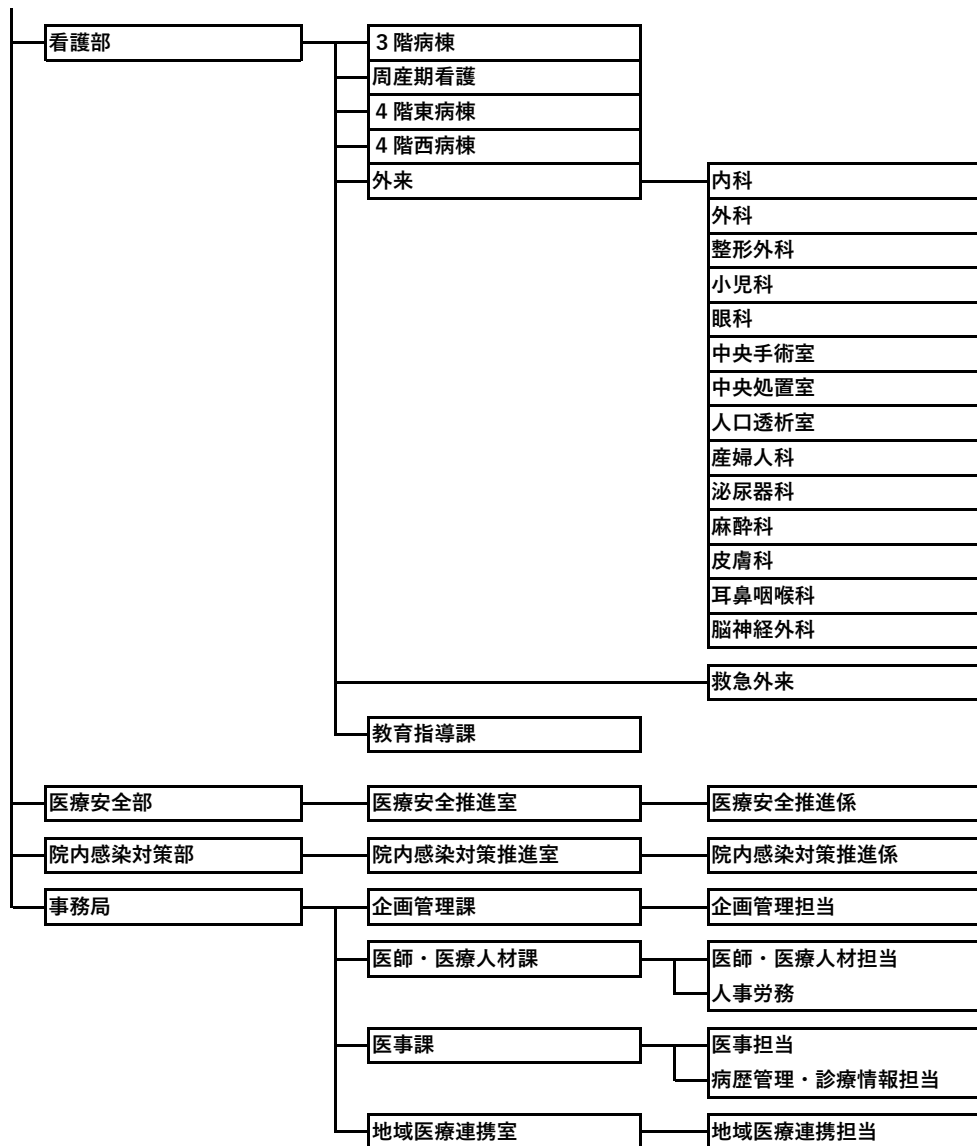 看護部
３階病棟
周産期看護
４階東病棟
４階西病棟
外来
内科
外科
整形外科
小児科
眼科
中央手術室
中央処置室
人口透析室
産婦人科
泌尿器科
麻酔科
皮膚科
耳鼻咽喉科
脳神経外科
救急外来
教育指導課
医療安全部
医療安全推進室
医療安全推進係
院内感染対策部
院内感染対策推進室
院内感染対策推進係
事務局
企画管理課
企画管理担当
医師・医療人材課
医師・医療人材担当
人事労務
医事課
医事担当
病歴管理・診療情報担当
地域医療連携室
地域医療連携担当